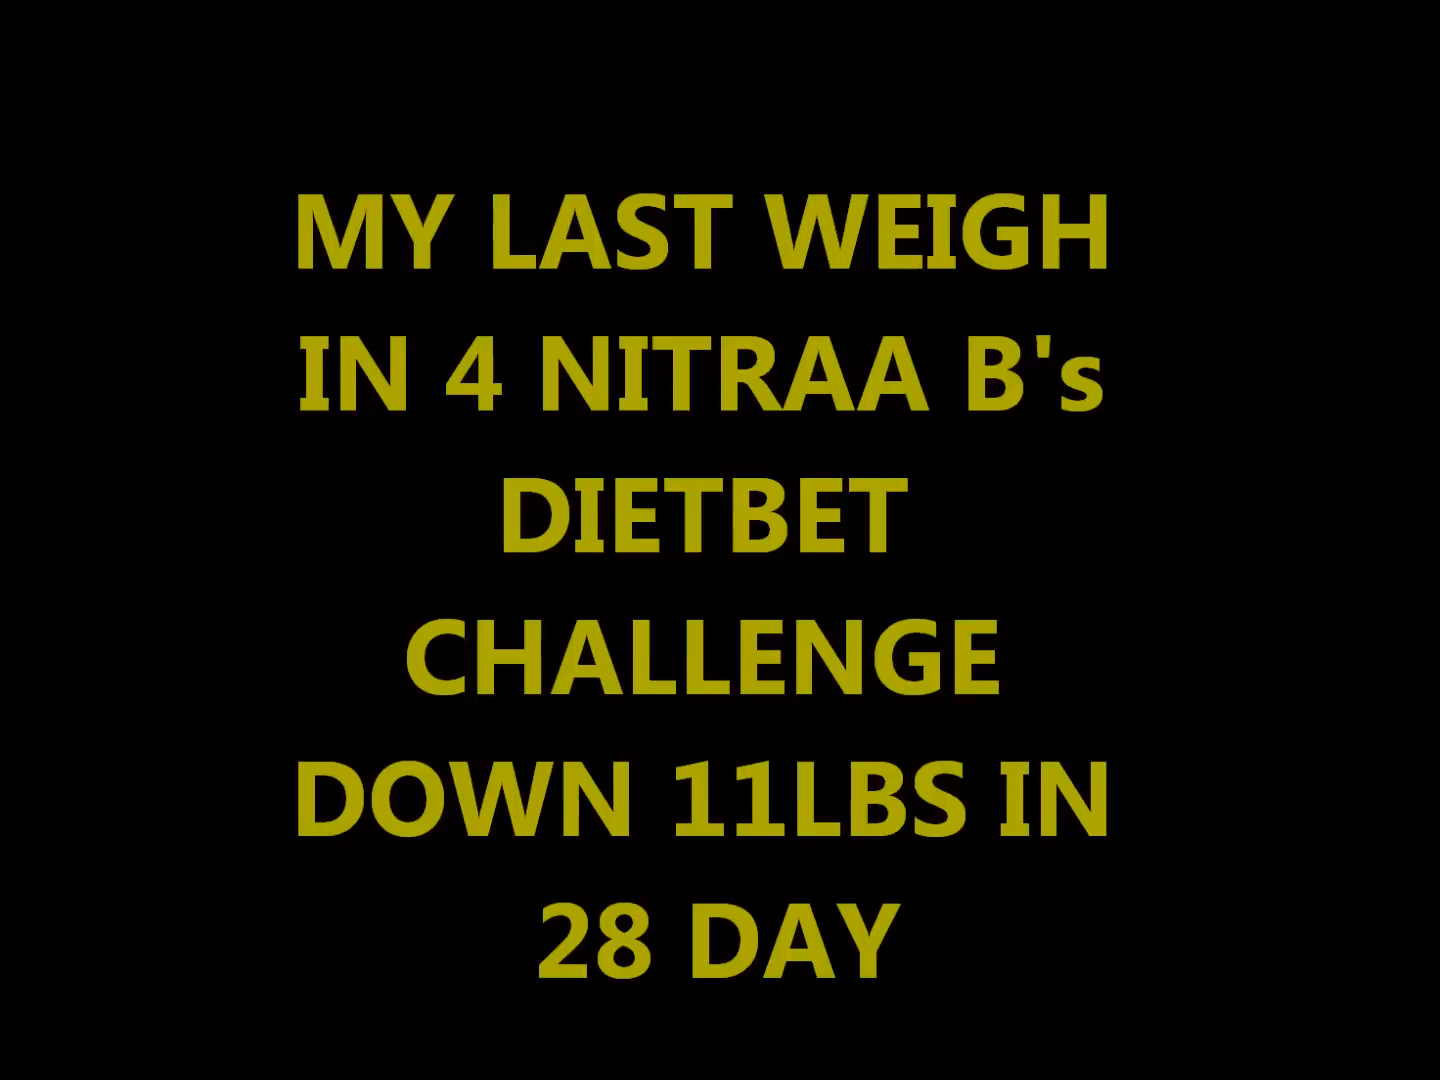 MY LAST WEIGH
IN 4 NITRAA B's
DIETBET
CHALLENGE
DOWN 11LBS IN
28 DAY